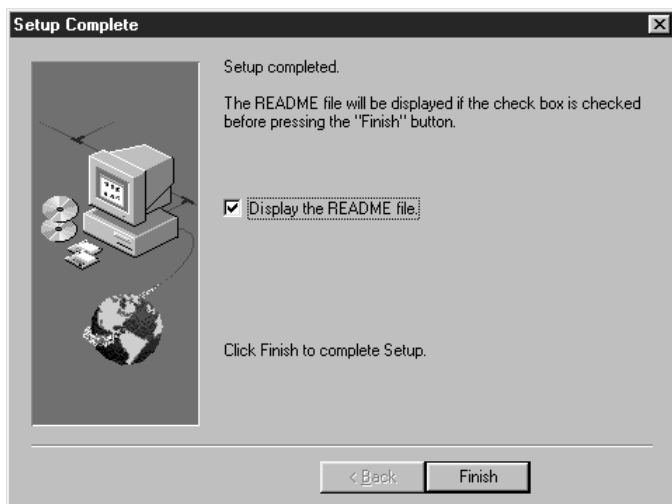 Setup Complete
Setup completed.
The README file will be displayed if the check box is checked
before pressing the "Finish" button.
Display the README file.
Click Finish to complete Setup.
< Back
Finish